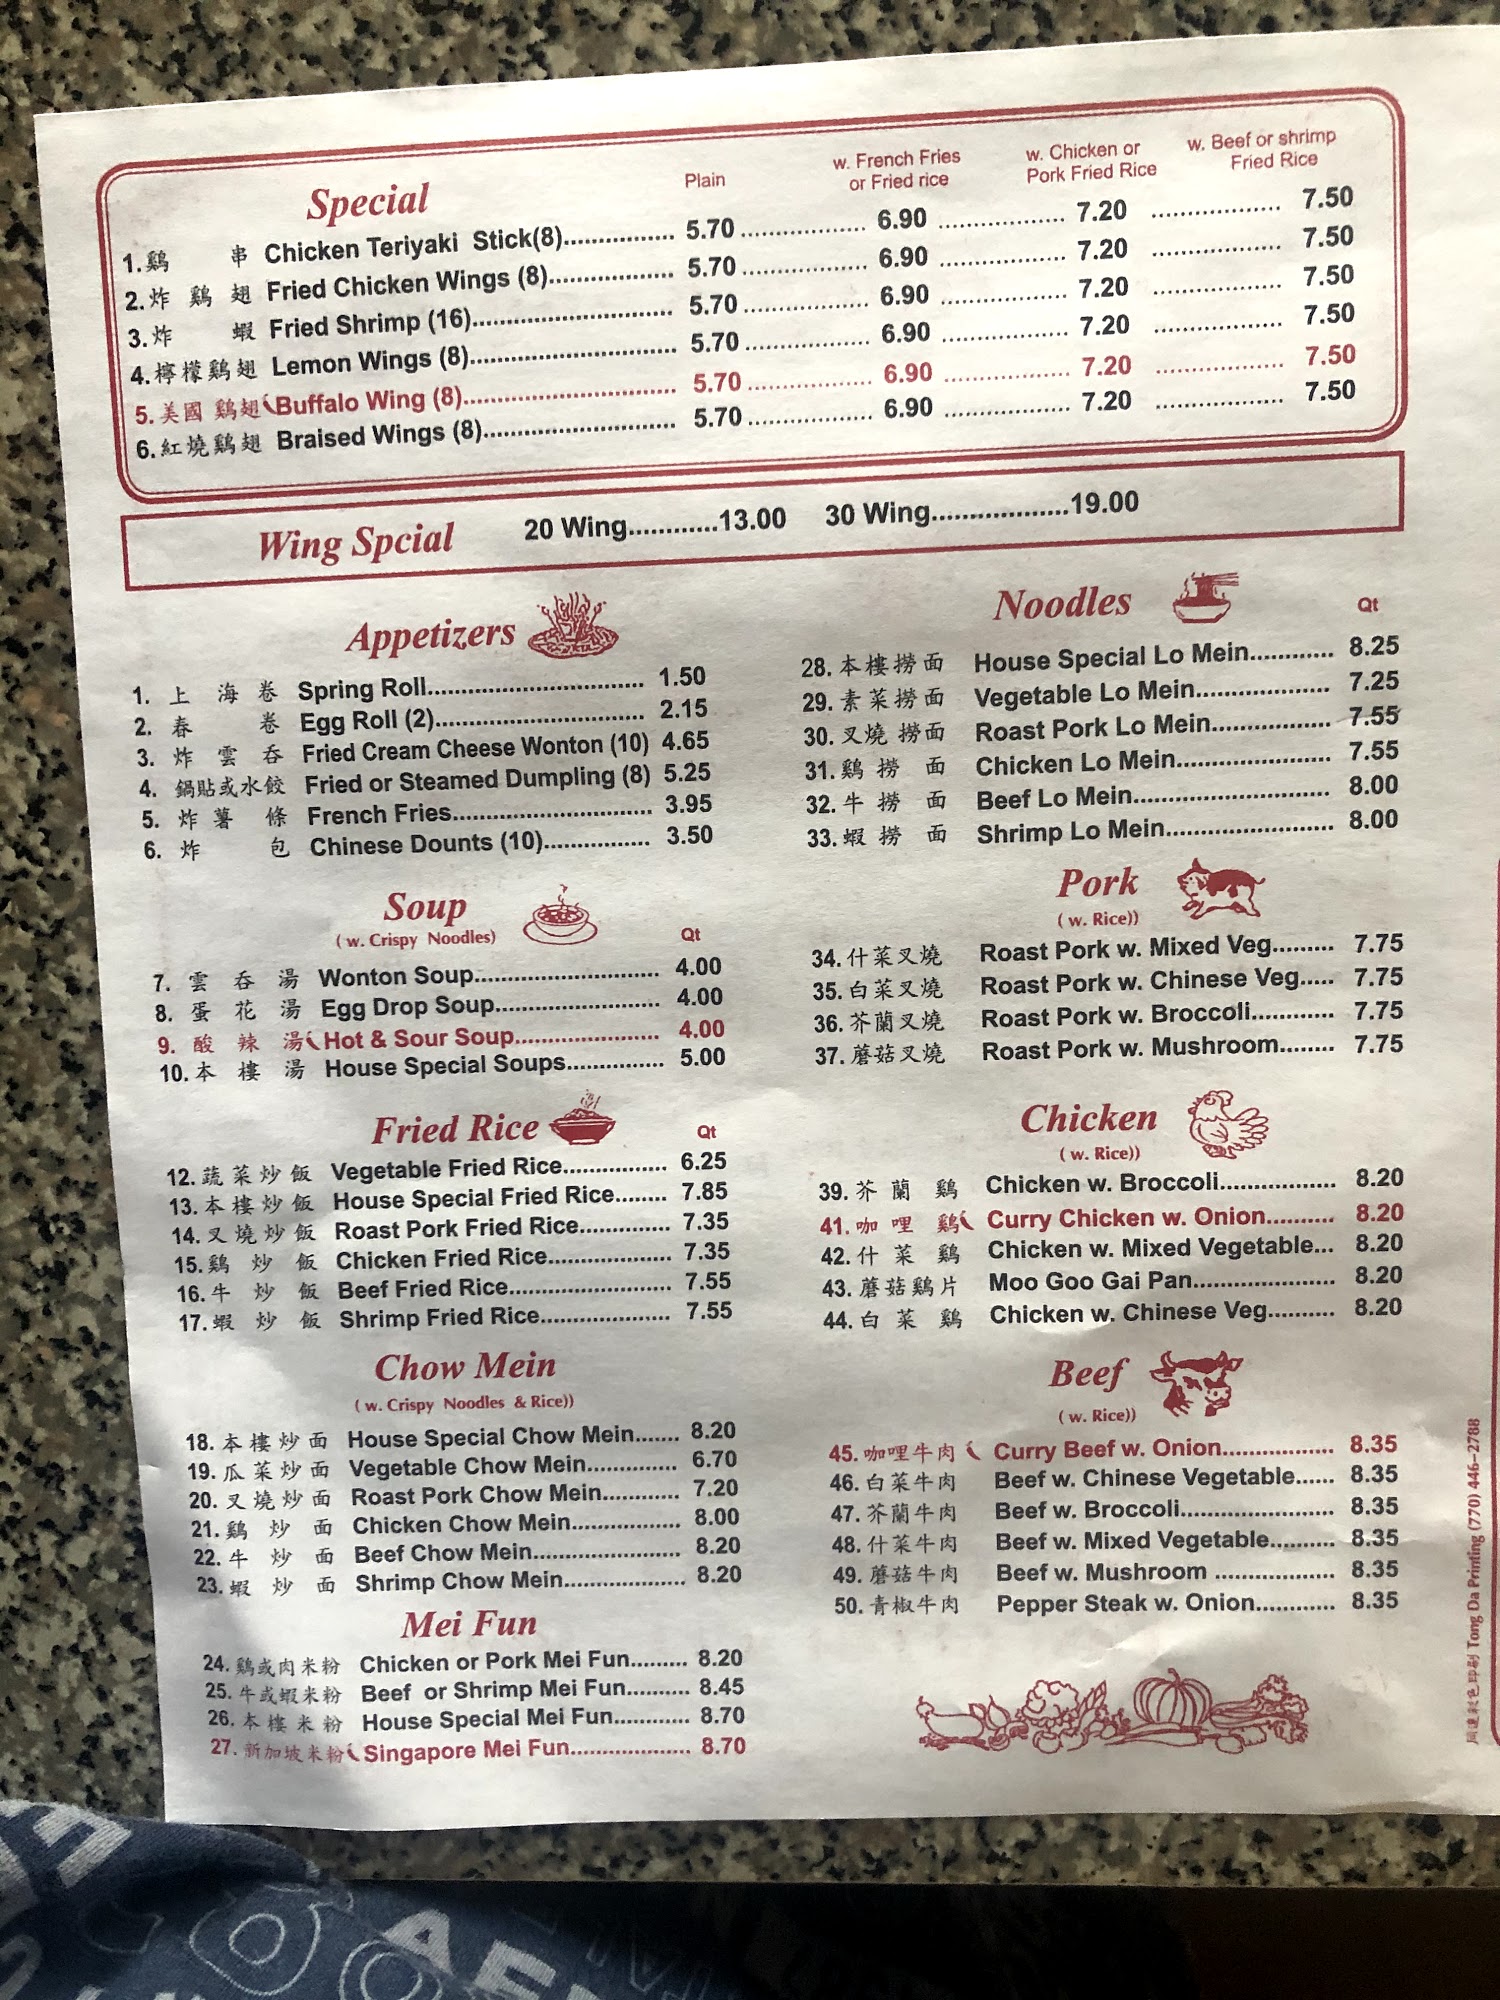 Special
Plain
w. French Fries or Fried rice
w. Chicken or Pork Fried Rice
w. Beef or shrimp Fried Rice
1. 鷄串 Chicken Teriyaki Stick(8)................. 5.70 ................... 6.90 ................... 7.20 ................... 7.50
2. 炸鷄翅 Fried Chicken Wings (8)................. 5.70 ................... 6.90 ................... 7.20 ................... 7.50
3. 炸蝦 Fried Shrimp (16)............................. 5.70 ................... 6.90 ................... 7.20 ................... 7.50
4. 檸檬鷄翅 Lemon Wings (8)............................. 5.70 ................... 6.90 ................... 7.20 ................... 7.50
5. 美國鷄翅 Buffalo Wing (8)............................. 5.70 ................... 6.90 ................... 7.20 ................... 7.50
6. 紅燒鷄翅 Braised Wings (8)........................... 5.70 ................... 6.90 ................... 7.20 ................... 7.50
Wing Spcial 20 Wing............13.00 30 Wing..................19.00
Appetizers
1. 上海卷 Spring Roll................................ 1.50
2. 春卷 Egg Roll (2).............................. 2.15
3. 炸雲吞 Fried Cream Cheese Wonton (10) 4.65
4. 鍋貼或水餃 Fried or Steamed Dumpling (8) 5.25
5. 炸薯條 French Fries............................ 3.95
6. 炸包 Chinese Dounts (10)............... 3.50
Soup
( w. Crispy Noodles)
Qt
7. 雲吞湯 Wonton Soup.......................... 4.00
8. 蛋花湯 Egg Drop Soup....................... 4.00
9. 酸辣湯 Hot & Sour Soup.................... 4.00
10. 本樓湯 House Special Soups.............. 5.00
Fried Rice
Qt
12. 蔬菜炒飯 Vegetable Fried Rice............... 6.25
13. 本樓炒飯 House Special Fried Rice........ 7.85
14. 叉燒炒飯 Roast Pork Fried Rice............. 7.35
15. 鷄炒飯 Chicken Fried Rice.................. 7.35
16. 牛炒飯 Beef Fried Rice....................... 7.55
17. 蝦炒飯 Shrimp Fried Rice................... 7.55
Chow Mein
( w. Crispy Noodles & Rice))
18. 本樓炒面 House Special Chow Mein....... 8.20
19. 瓜菜炒面 Vegetable Chow Mein.............. 6.70
20. 叉燒炒面 Roast Pork Chow Mein............ 7.20
21. 鷄炒面 Chicken Chow Mein................. 8.00
22. 牛炒面 Beef Chow Mein...................... 8.20
23. 蝦炒面 Shrimp Chow Mein................... 8.20
Mei Fun
24. 鷄或肉米粉 Chicken or Pork Mei Fun......... 8.20
25. 牛或蝦米粉 Beef or Shrimp Mei Fun.......... 8.45
26. 本樓米粉 House Special Mei Fun............ 8.70
27. 新加坡米粉 Singapore Mei Fun................... 8.70
Noodles
Qt
28. 本樓撈面 House Special Lo Mein............ 8.25
29. 素菜撈面 Vegetable Lo Mein................... 7.25
30. 叉燒撈面 Roast Pork Lo Mein................. 7.55
31. 鷄撈面 Chicken Lo Mein...................... 7.55
32. 牛撈面 Beef Lo Mein............................ 8.00
33. 蝦撈面 Shrimp Lo Mein........................ 8.00
Pork
( w. Rice))
34. 什菜叉燒 Roast Pork w. Mixed Veg......... 7.75
35. 白菜叉燒 Roast Pork w. Chinese Veg..... 7.75
36. 芥蘭叉燒 Roast Pork w. Broccoli............ 7.75
37. 蘑菇叉燒 Roast Pork w. Mushroom........ 7.75
Chicken
( w. Rice))
39. 芥蘭鷄 Chicken w. Broccoli................. 8.20
41. 咖哩鷄 Curry Chicken w. Onion.......... 8.20
42. 什菜鷄 Chicken w. Mixed Vegetable... 8.20
43. 蘑菇鷄片 Moo Goo Gai Pan..................... 8.20
44. 白菜鷄 Chicken w. Chinese Veg.......... 8.20
Beef
( w. Rice))
45. 咖哩牛肉 Curry Beef w. Onion................. 8.35
46. 白菜牛肉 Beef w. Chinese Vegetable...... 8.35
47. 芥蘭牛肉 Beef w. Broccoli....................... 8.35
48. 什菜牛肉 Beef w. Mixed Vegetable.......... 8.35
49. 蘑菇牛肉 Beef w. Mushroom .................. 8.35
50. 青椒牛肉 Pepper Steak w. Onion............ 8.35
彩色印刷 Tong Da Printing (770) 446-2788